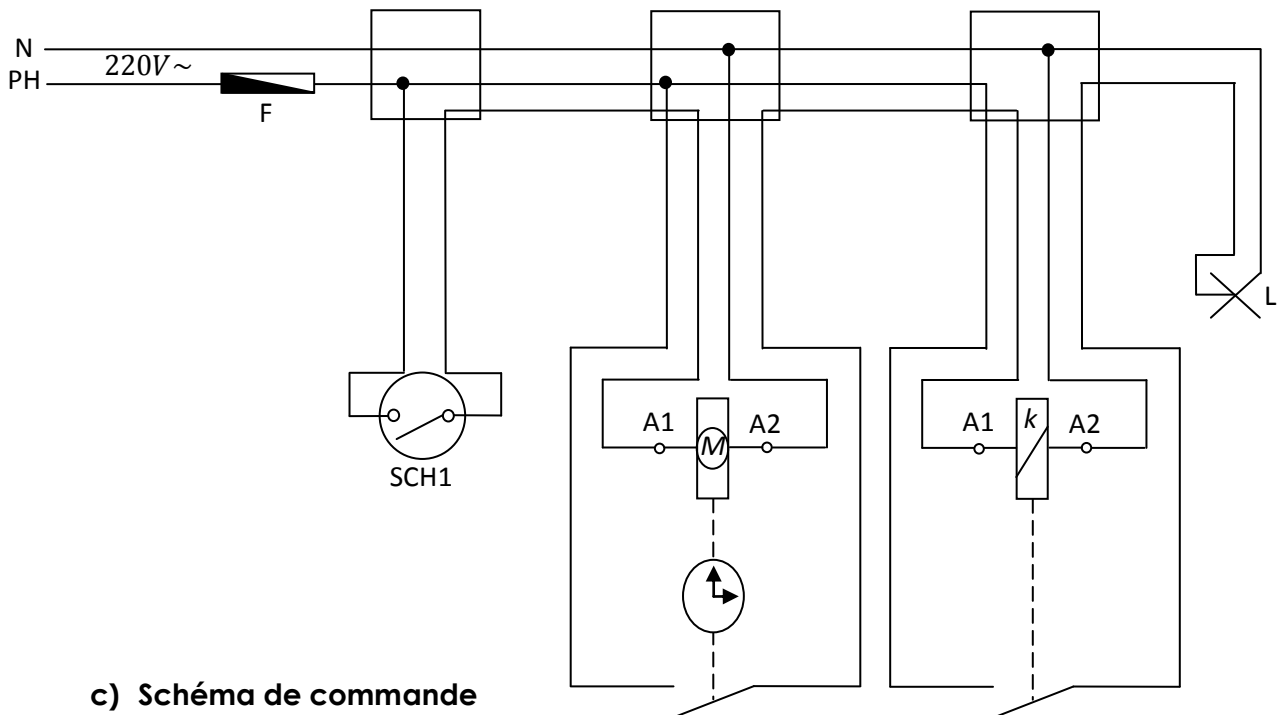 N
220V~
PH
F
L
A1 M A2
A1 k A2
SCH1
c) Schéma de commande